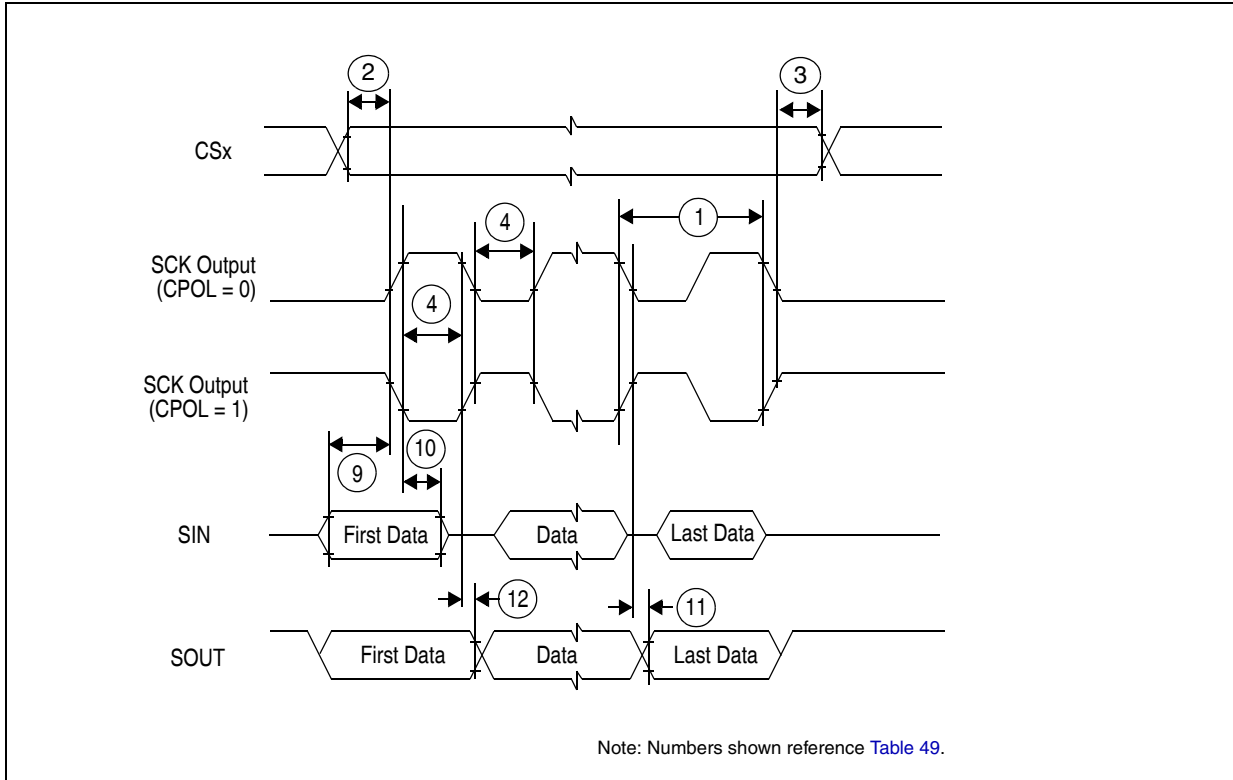 2
3
CSx
1
4
SCK Output
(CPOL = 0)
4
SCK Output
(CPOL = 1)
10
9
SIN
First Data
Data
Last Data
12
11
SOUT
First Data
Data
Last Data
Note: Numbers shown reference Table 49.